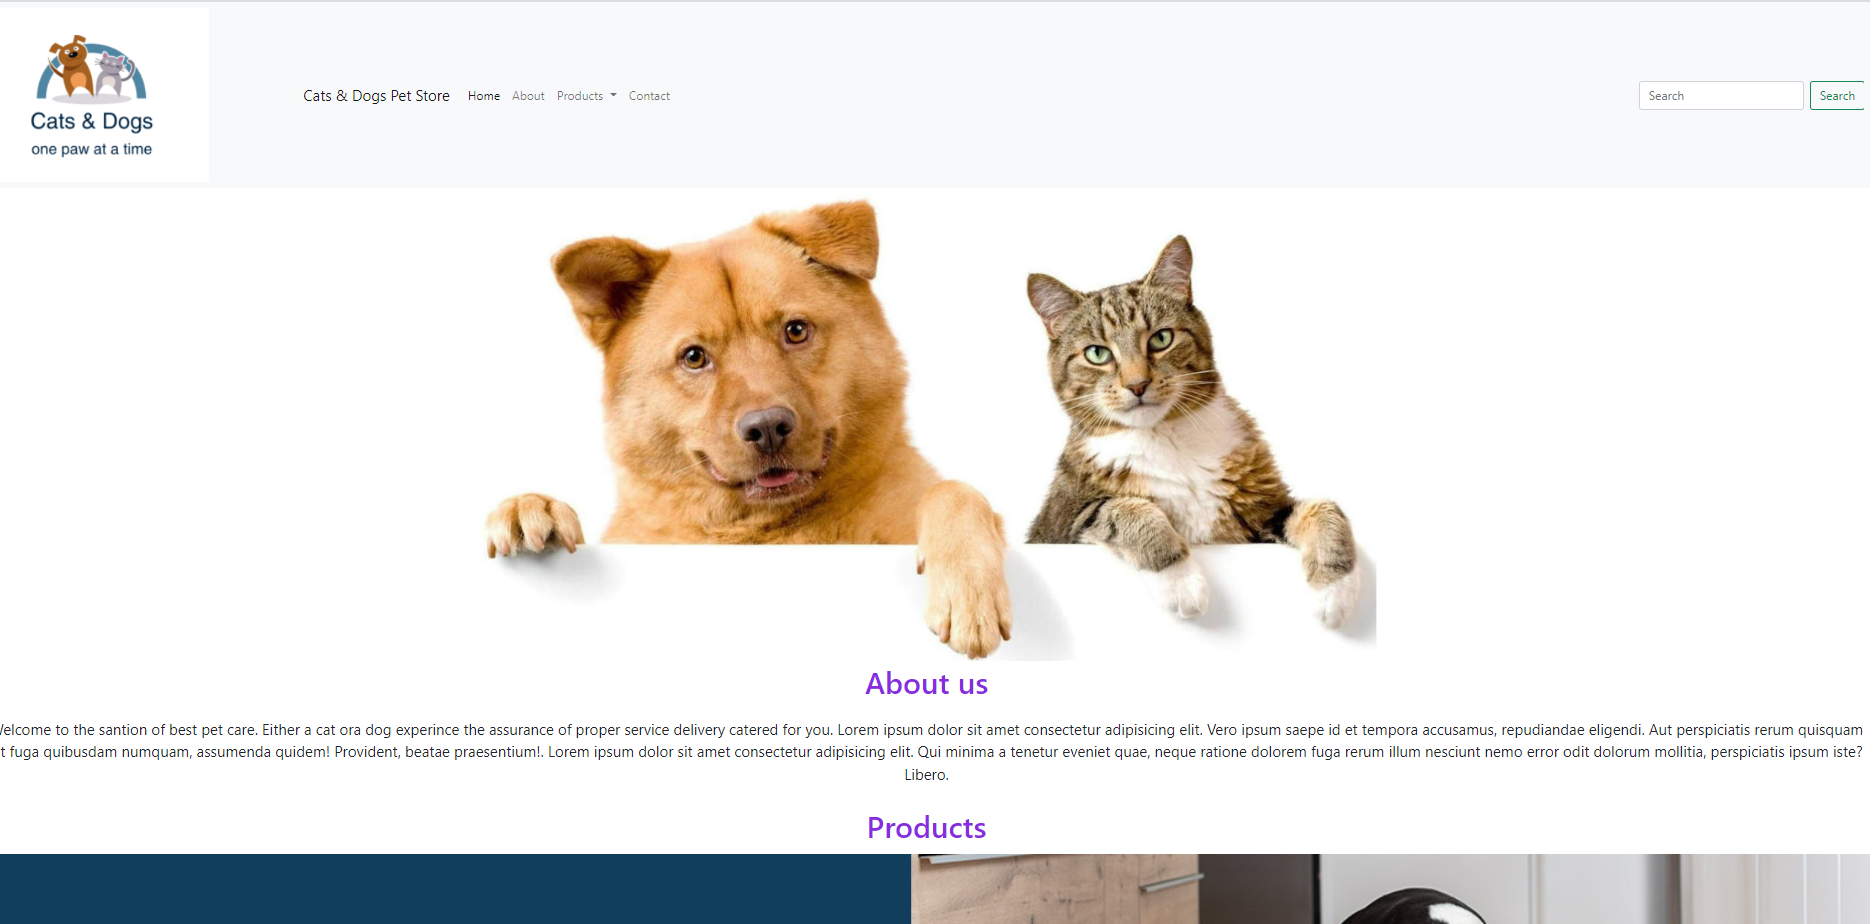 Cats & Dogs
one paw at a time
Cats & Dogs Pet Store Home About Products Contact
Search Search
About us
elcome to the santion of best pet care. Either a cat ora dog experince the assurance of proper service delivery catered for you. Lorem ipsum dolor sit amet consectetur adipisicing elit. Vero ipsum saepe id et tempora accusamus, repudiandae eligendi. Aut perspiciatis rerum quisquam
t fuga quibusdam numquam, assumenda quidem! Provident, beatae praesentium!. Lorem ipsum dolor sit amet consectetur adipisicing elit. Qui minima a tenetur eveniet quae, neque ratione dolorem fuga rerum illum nesciunt nemo error odit dolorum mollitia, perspiciatis ipsum iste?
Libero.
Products